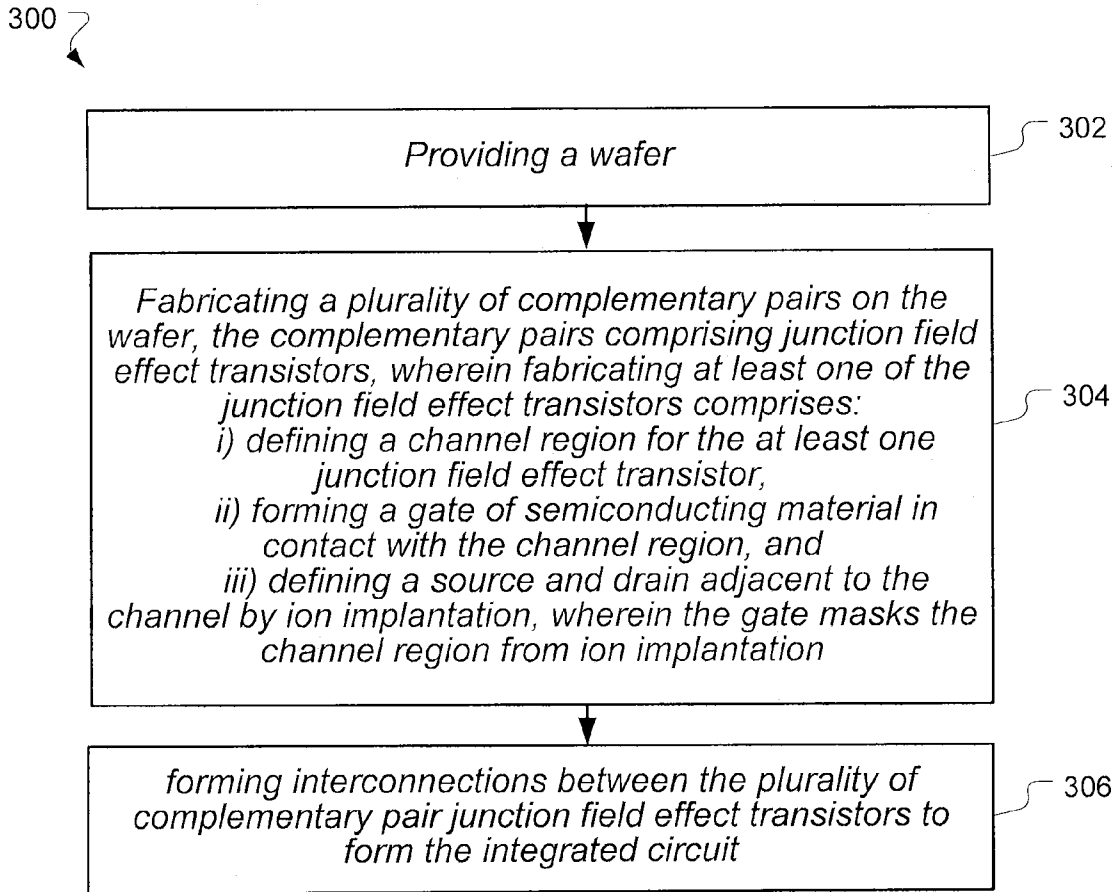 300
302
Providing a wafer
Fabricating a plurality of complementary pairs on the
wafer, the complementary pairs comprising junction field
effect transistors, wherein fabricating at least one of the
junction field effect transistors comprises:
i) defining a channel region for the at least one
junction field effect transistor,
ii) forming a gate of semiconducting material in
contact with the channel region, and
iii) defining a source and drain adjacent to the
channel by ion implantation, wherein the gate masks the
channel region from ion implantation
304
forming interconnections between the plurality of
complementary pair junction field effect transistors to
form the integrated circuit
306